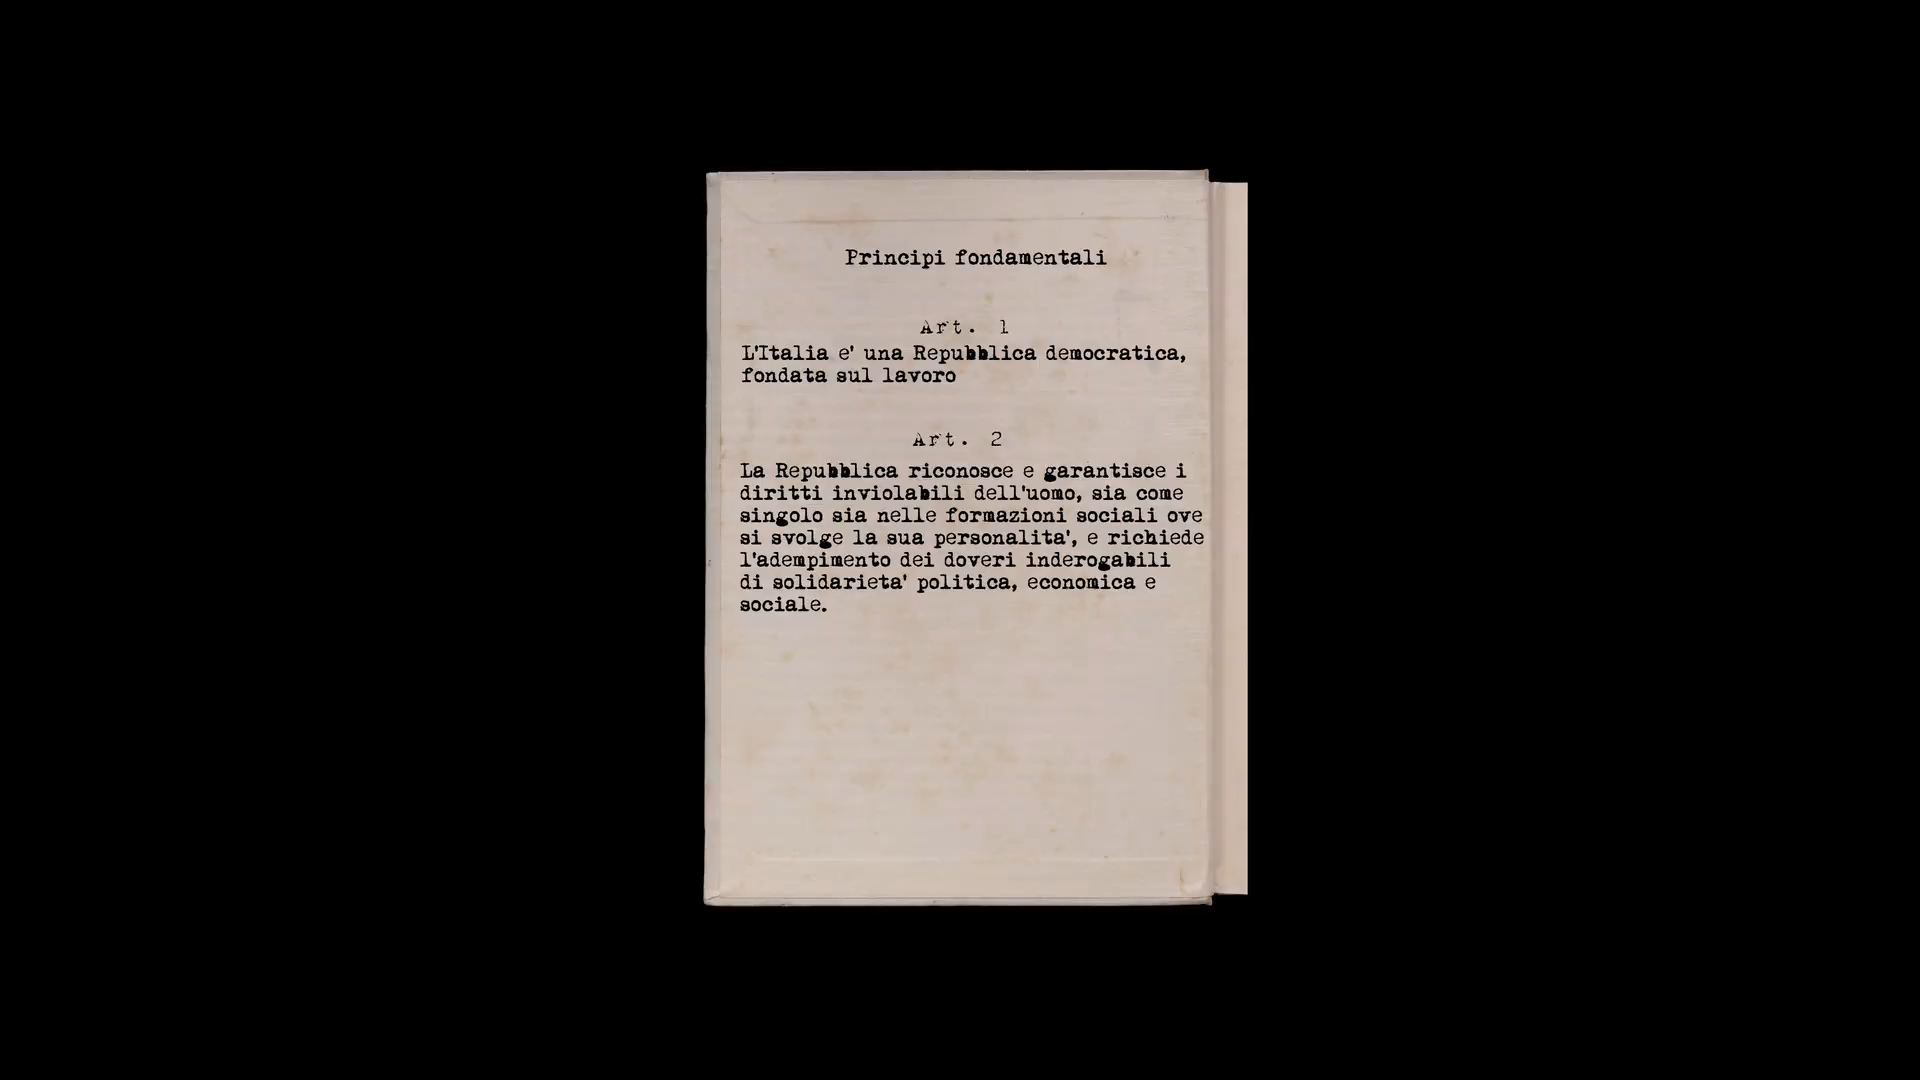 Principi fondamentali
Art. 1
L'Italia e' una Repubblica democratica,
fondata sul lavoro
Art. 2
La Repubblica riconosce e garantisce i
diritti inviolabili dell'uomo, sia come
singolo sia nelle formazioni sociali ove
si svolge la sua personalita', e richiede
l'adempimento dei doveri inderogabili
di solidarieta' politica, economica e
sociale.